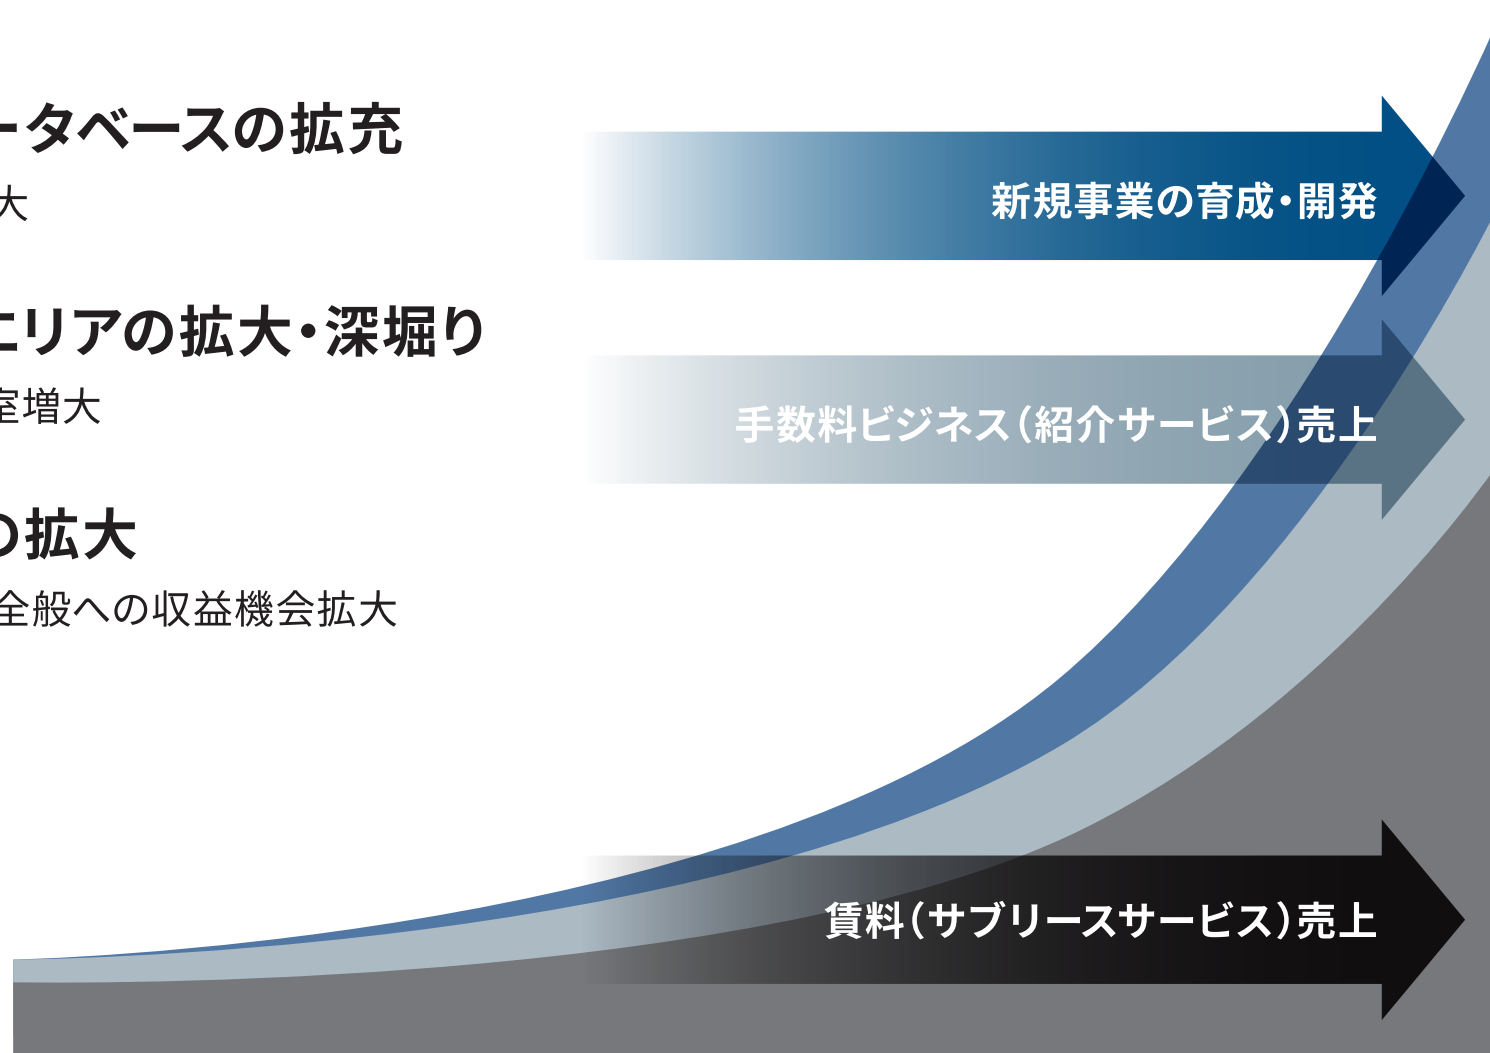 ータベースの拡充
大
新規事業の育成・開発
エリアの拡大・深堀り
室増大
手数料ビジネス（紹介サービス）売上
の拡大
全般への収益機会拡大
賃料（サブリースサービス）売上